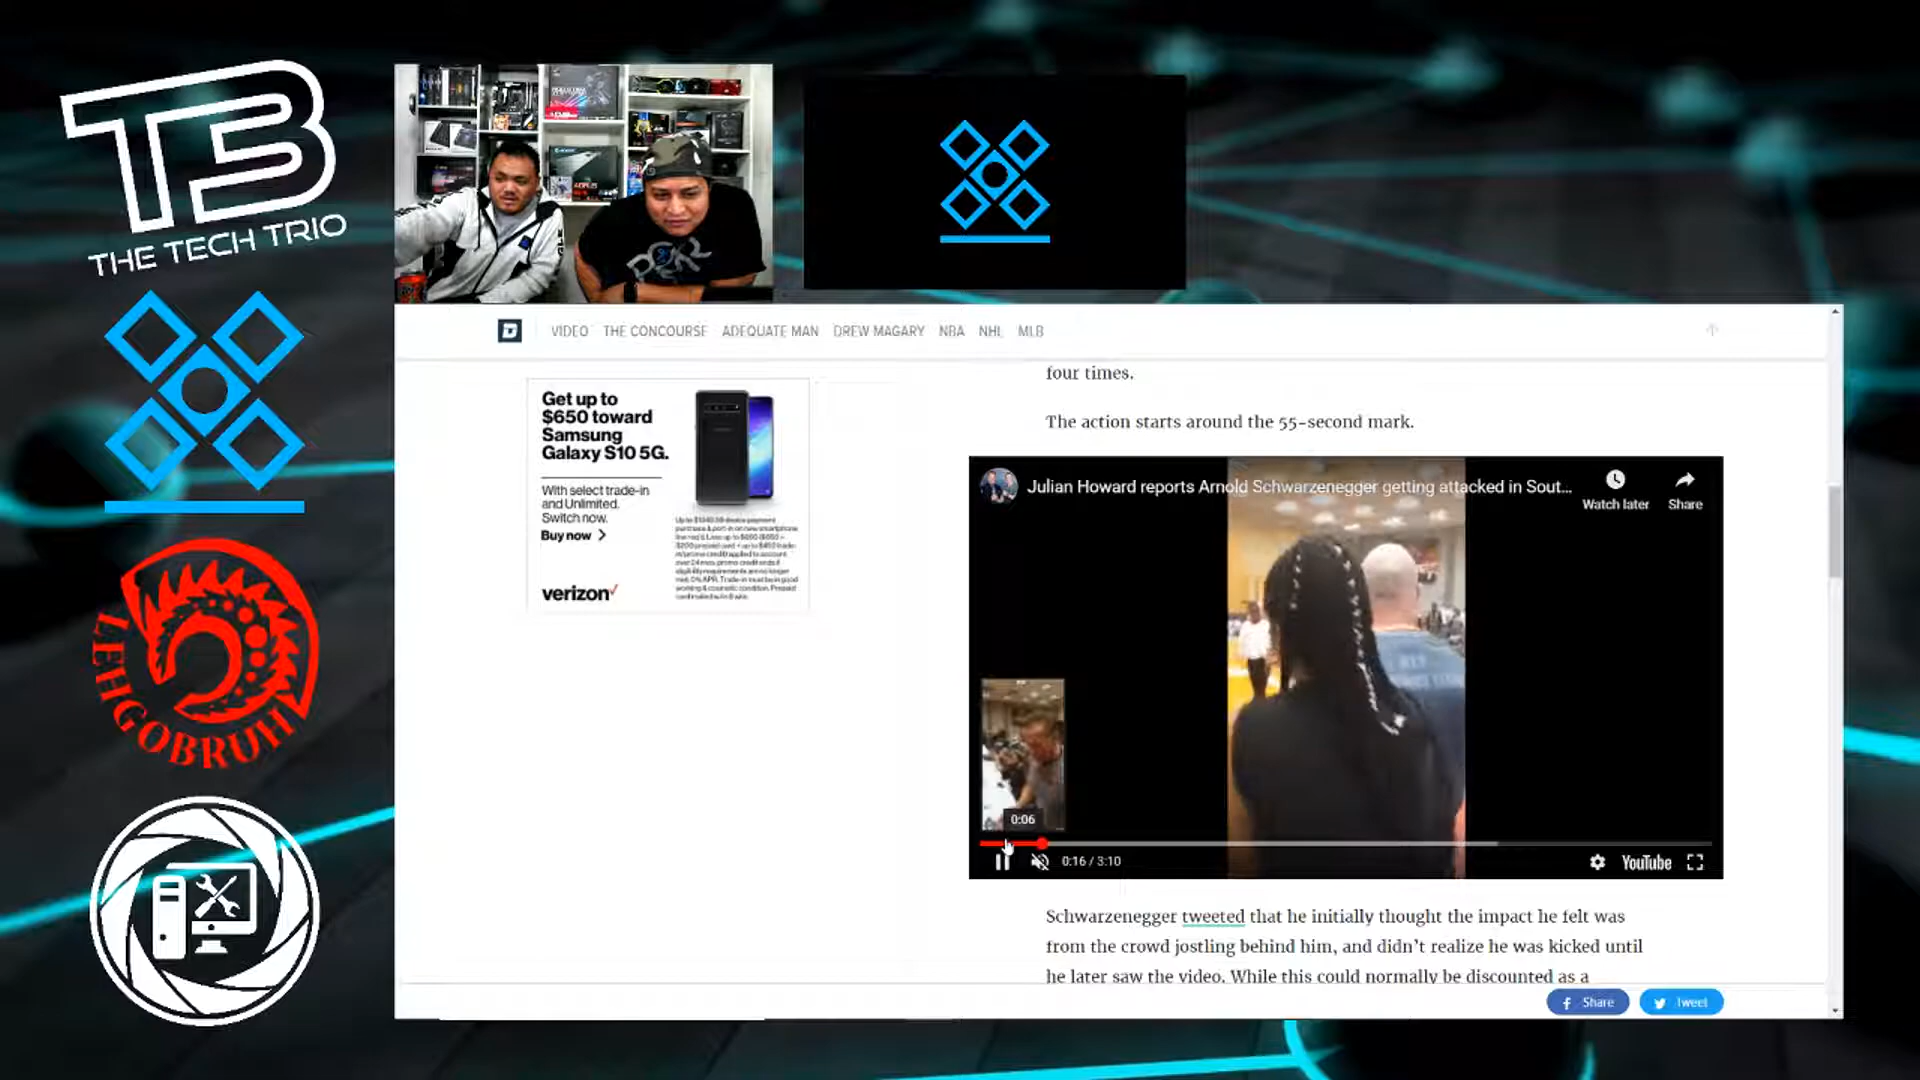 T3
THE TECH TRIO
LEHGOBRUH
VIDEO THE CONCOURSE ADEQUATE MAN DREW MAGARY NBA NHL MLB
Get up to
$650 toward
Samsung
Galaxy S10 5G.
With select trade-in
and Unlimited.
Switch now.
Buy now >
verizon✓
four times.
The action starts around the 55-second mark.
Julian Howard reports Arnold Schwarzenegger getting attacked in Sout...
Watch later
Share
0:06
0:16 / 3:10
YouTube
Schwarzenegger tweeted that he initially thought the impact he felt was
from the crowd jostling behind him, and didn’t realize he was kicked until
he later saw the video. While this could normally be discounted as a
Share
Tweet